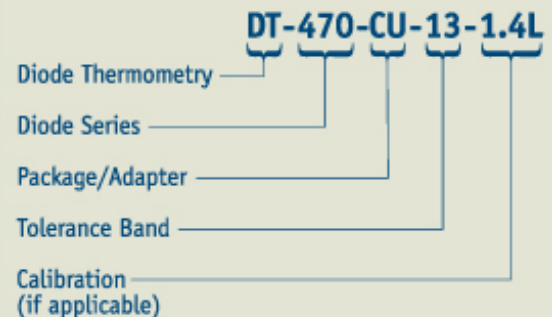 DT-470-CU-13-1.4L
Diode Thermometry
Diode Series
Package/Adapter
Tolerance Band
Calibration
(if applicable)